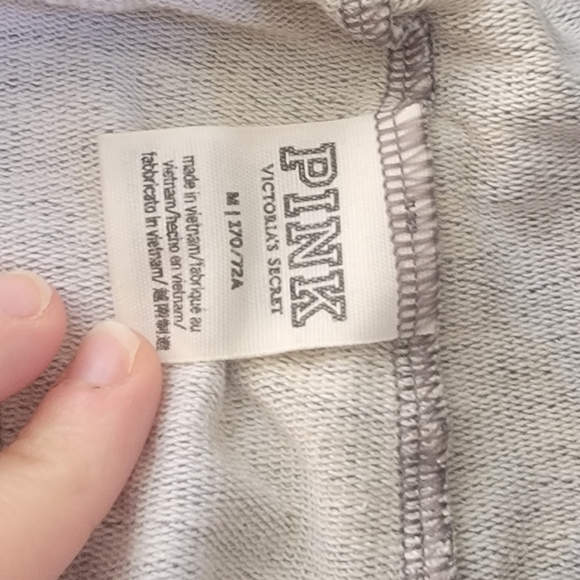 PINK
VICTORIA'S SECRET
M | 170/72A
made in vietnam/fabriqué au
vietnam/hecho en vietnam/
fabbricato in vietnam/越南制造